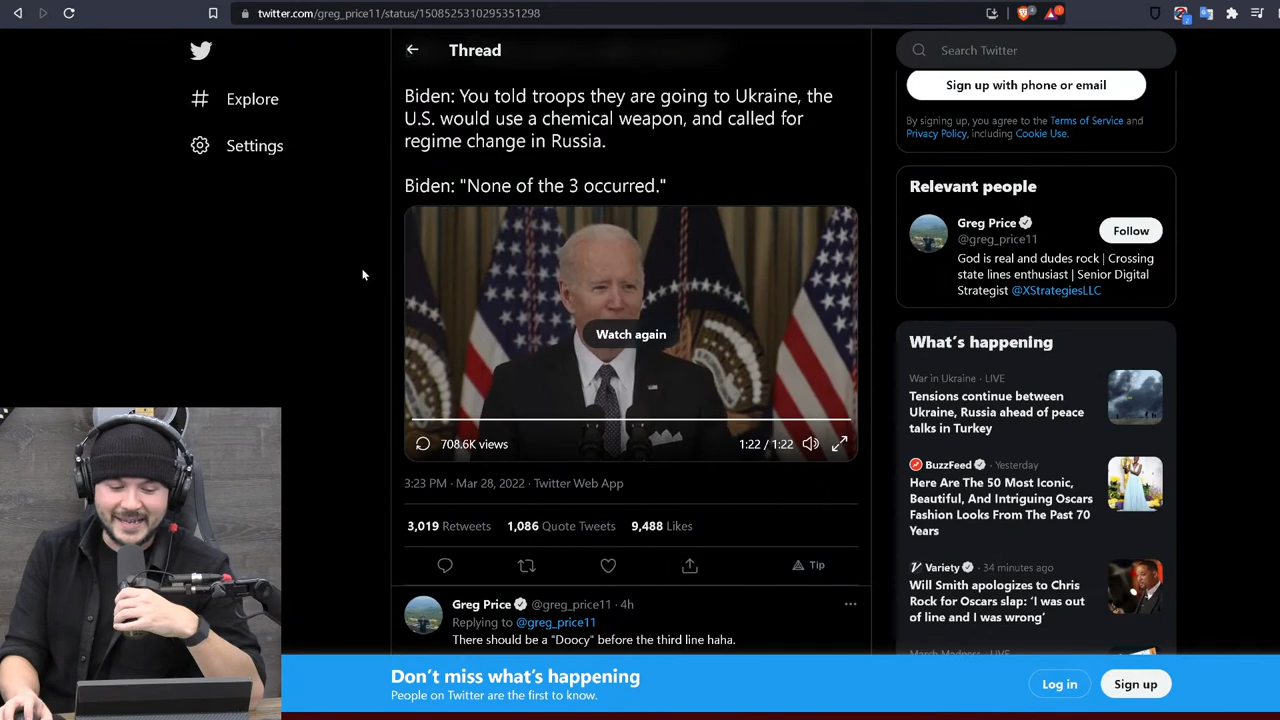 twitter.com/greg_price11/status/1508525310295351298
Explore
Settings
Thread
Biden: You told troops they are going to Ukraine, the
U.S. would use a chemical weapon, and called for
regime change in Russia.
Biden: "None of the 3 occurred."
Watch again
708.6K views
1:22 / 1:22
3:23 PM · Mar 28, 2022 · Twitter Web App
3,019 Retweets 1,086 Quote Tweets 9,488 Likes
Tip
Greg Price @greg_price11 · 4h
Replying to @greg_price11
There should be a "Doocy" before the third line haha.
Search Twitter
Sign up with phone or email
By signing up, you agree to the Terms of Service and
Privacy Policy, including Cookie Use.
Relevant people
Greg Price
@greg_price11
Follow
God is real and dudes rock | Crossing
state lines enthusiast | Senior Digital
Strategist @XStrategiesLLC
What's happening
War in Ukraine · LIVE
Tensions continue between
Ukraine, Russia ahead of peace
talks in Turkey
BuzzFeed · Yesterday
Here Are The 50 Most Iconic,
Beautiful, And Intriguing Oscars
Fashion Looks From The Past 70
Years
Variety · 34 minutes ago
Will Smith apologizes to Chris
Rock for Oscars slap: 'I was out
of line and I was wrong'
March Madness · LIVE
Don't miss what's happening
People on Twitter are the first to know.
Log in
Sign up